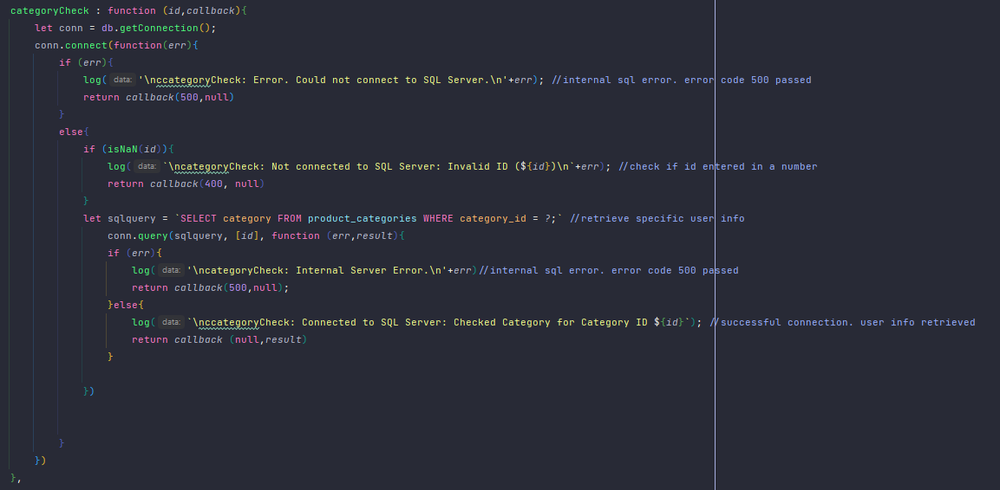 categoryCheck : function (id,callback){
let conn = db.getConnection();
conn.connect(function(err){
if (err){
log( data: '\nccategoryCheck: Error. Could not connect to SQL Server.\n'+err); //internal sql error. error code 500 passed
return callback(500,null)
}
else{
if (isNaN(id)){
log( data: `\ncategoryCheck: Not connected to SQL Server: Invalid ID (${id})\n`+err); //check if id entered in a number
return callback(400, null)
}
let sqlquery = `SELECT category FROM product_categories WHERE category_id = ?;` //retrieve specific user info
conn.query(sqlquery, [id], function (err,result){
if (err){
log( data: '\ncategoryCheck: Internal Server Error.\n'+err)//internal sql error. error code 500 passed
return callback(500,null);
}else{
log( data: `\nccategoryCheck: Connected to SQL Server: Checked Category for Category ID ${id}`); //successful connection. user info retrieved
return callback (null,result)
}
})
}
})
},